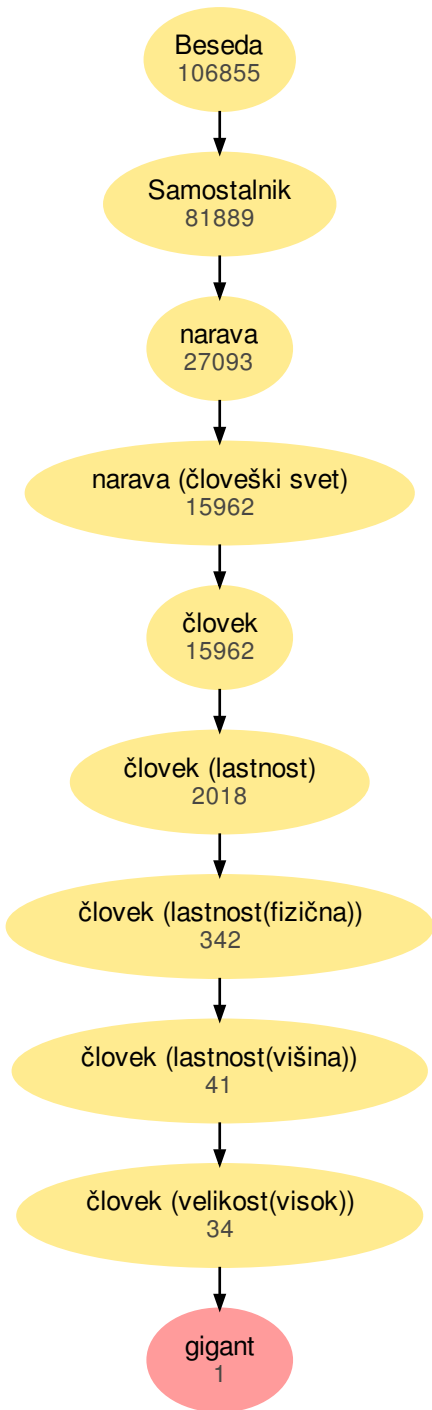 Beseda
106855
Samostalnik
81889
narava
27093
narava (človeški svet)
15962
človek
15962
človek (lastnost)
2018
človek (lastnost(fizična))
342
človek (lastnost(višina))
41
človek (velikost(visok))
34
gigant
1